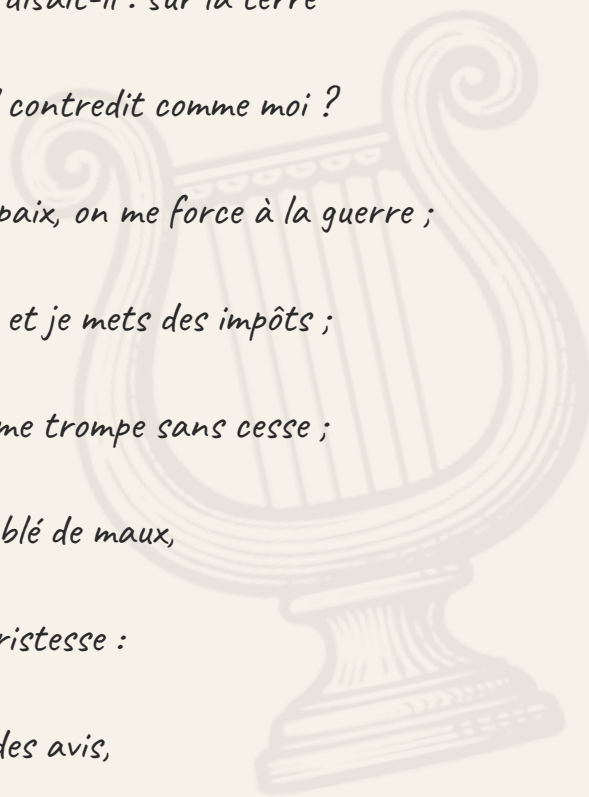 disait-il : sur la terre
contredit comme moi ?
paix, on me force à la guerre ;
et je mets des impôts ;
me trompe sans cesse ;
blé de maux,
ristesse :
des avis,